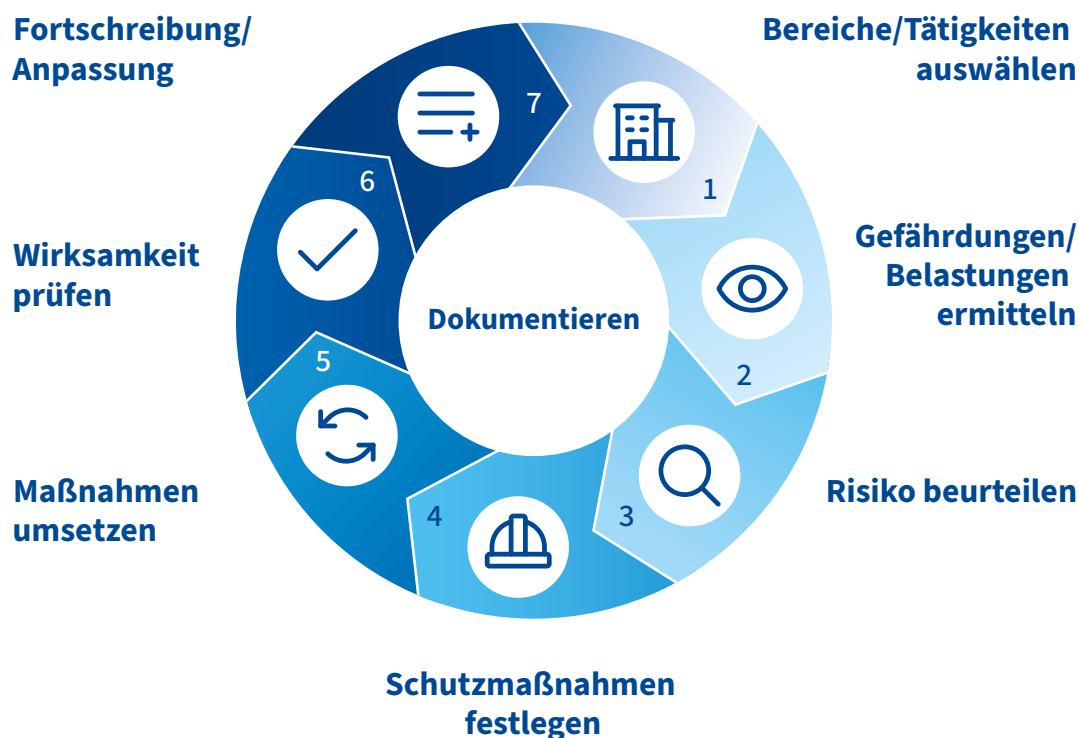 Bereiche/Tätigkeiten
auswählen
1
Gefährdungen/
Belastungen
ermitteln
2
Risiko beurteilen
3
Schutzmaßnahmen
festlegen
4
Maßnahmen
umsetzen
5
Wirksamkeit
prüfen
6
Fortschreibung/
Anpassung
7
Dokumentieren